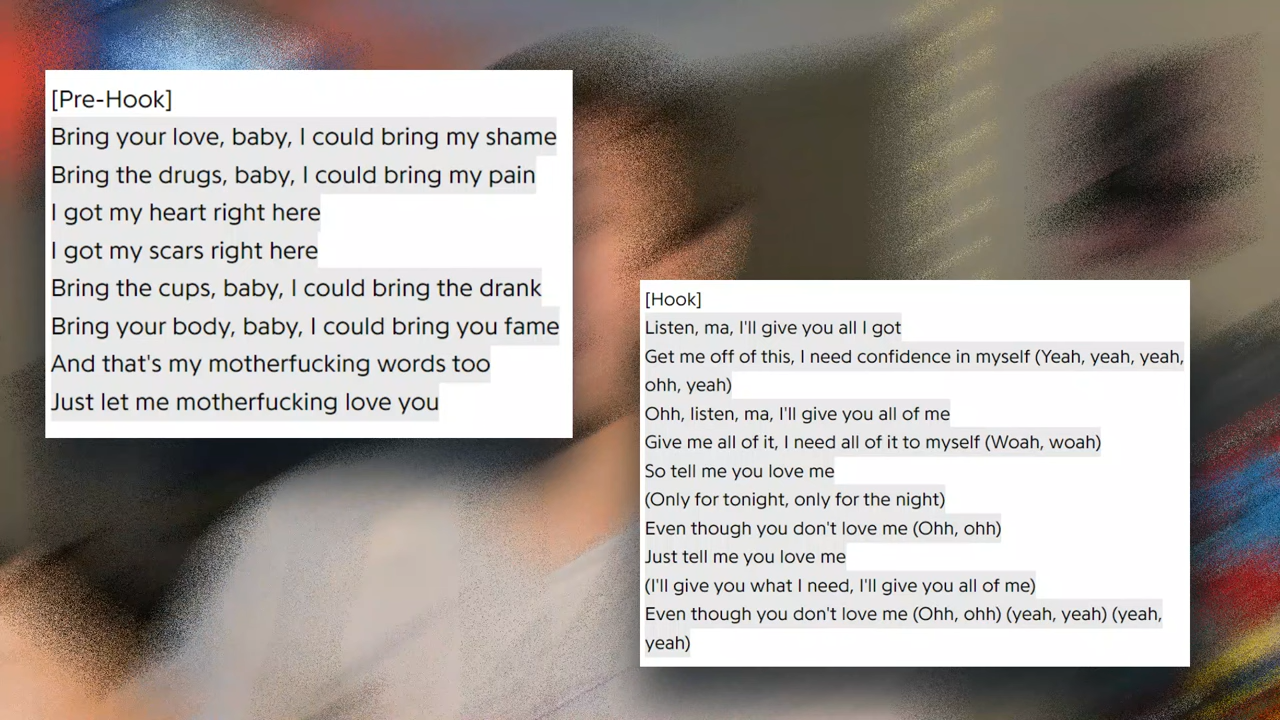 [Pre-Hook]
Bring your love, baby, I could bring my shame
Bring the drugs, baby, I could bring my pain
I got my heart right here
I got my scars right here
Bring the cups, baby, I could bring the drank
Bring your body, baby, I could bring you fame
And that's my motherfucking words too
Just let me motherfucking love you
[Hook]
Listen, ma, I'll give you all I got
Get me off of this, I need confidence in myself (Yeah, yeah, yeah,
ohh, yeah)
Ohh, listen, ma, I'll give you all of me
Give me all of it, I need all of it to myself (Woah, woah)
So tell me you love me
(Only for tonight, only for the night)
Even though you don't love me (Ohh, ohh)
Just tell me you love me
(I'll give you what I need, I'll give you all of me)
Even though you don't love me (Ohh, ohh) (yeah, yeah) (yeah,
yeah)